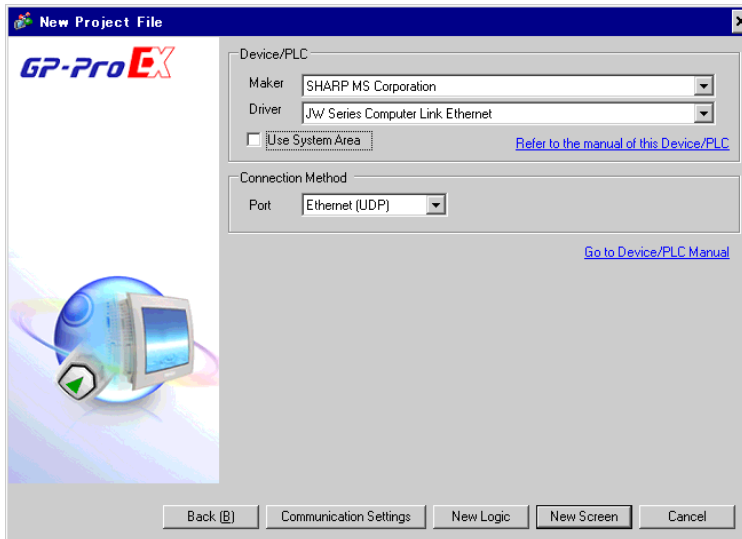 New Project File
GP-Pro EX
Device/PLC
Maker SHARP MS Corporation
Driver JW Series Computer Link Ethernet
Use System Area Refer to the manual of this Device/PLC
Connection Method
Port Ethernet (UDP)
Go to Device/PLC Manual
Back (B) Communication Settings New Logic New Screen Cancel